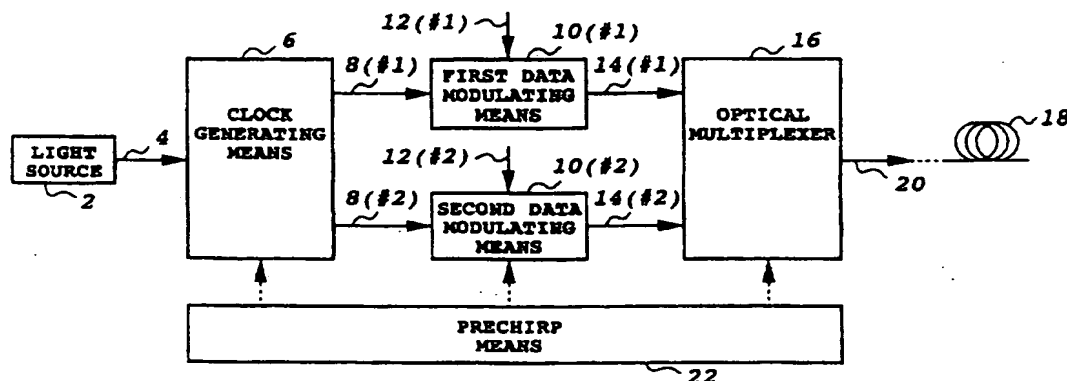 12(#1)
6
10(#1)
16
8(#1)
FIRST DATA
MODULATING
MEANS
14(#1)
CLOCK
GENERATING
MEANS
OPTICAL
MULTIPLEXER
18
4
LIGHT
SOURCE
2
12(#2)
10(#2)
20
8(#2)
SECOND DATA
MODULATING
MEANS
14(#2)
PRECHIRP
MEANS
22